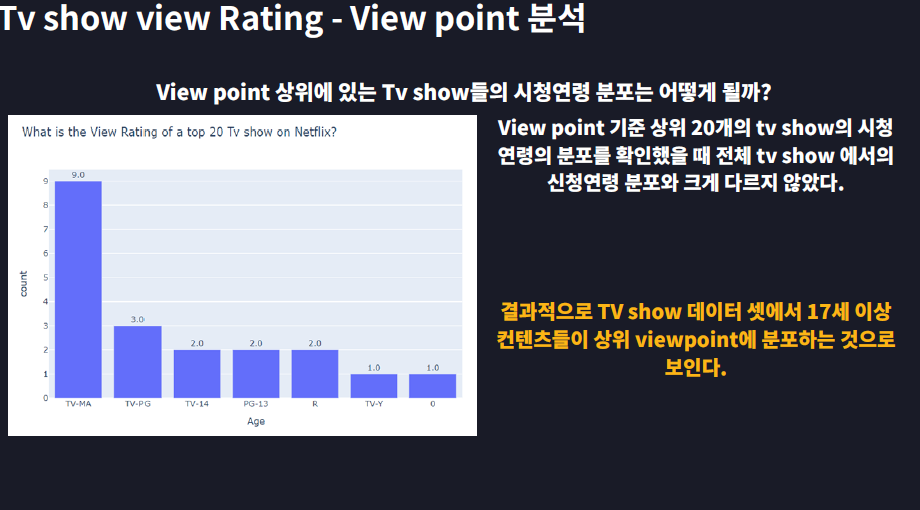 Tv show view Rating - View point 분석
View point 상위에 있는 Tv show들의 시청연령 분포는 어떻게 될까?
What is the View Rating of a top 20 Tv show on Netflix?
9.0
3.0
2.0
2.0
2.0
1.0
1.0
9
8
7
6
5
4
3
2
1
0
count
TV-MA
TV-PG
TV-14
PG-13
R
TV-Y
0
Age
View point 기준 상위 20개의 tv show의 시청
연령의 분포를 확인했을 때 전체 tv show 에서의
신청연령 분포와 크게 다르지 않았다.
결과적으로 TV show 데이터 셋에서 17세 이상
컨텐츠들이 상위 viewpoint에 분포하는 것으로
보인다.